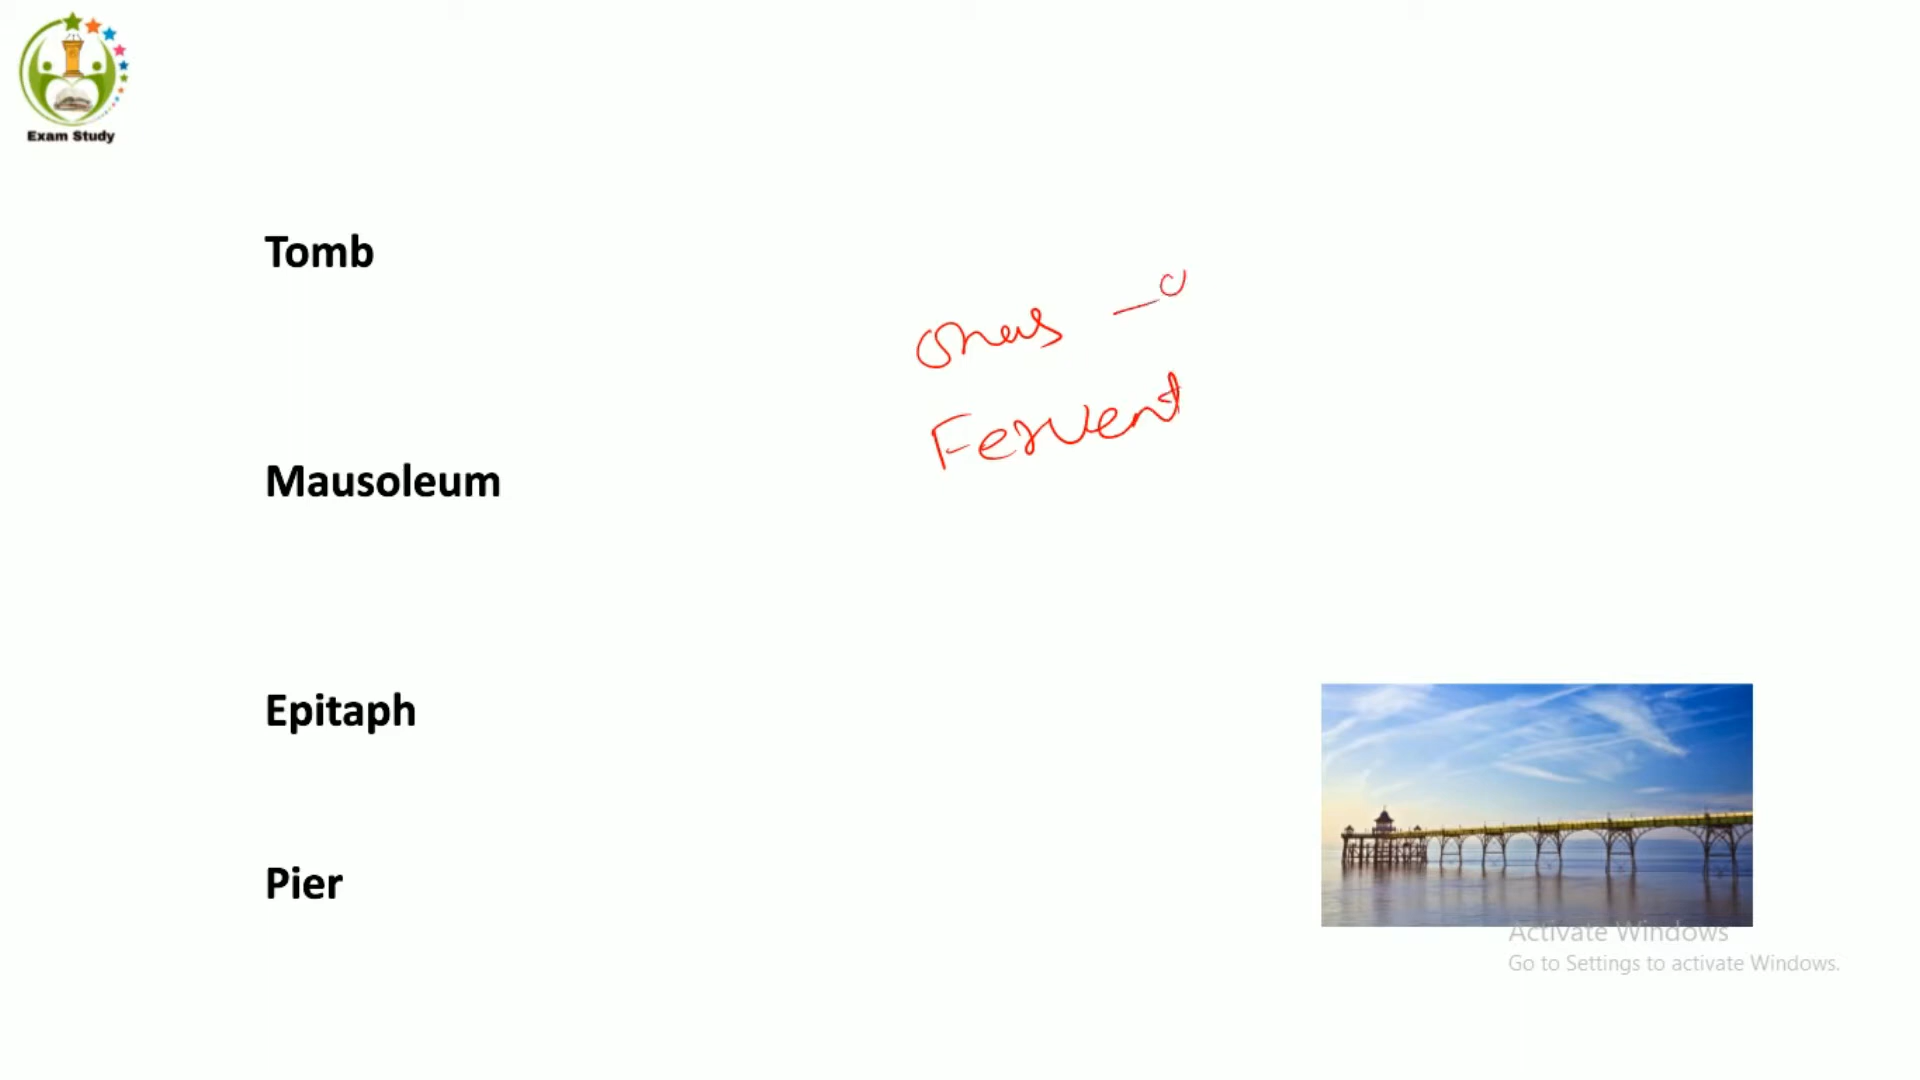 Exam Study
Tomb
Fervent
Mausoleum
Epitaph
Pier
Activate Windows
Go to Settings to activate Windows.